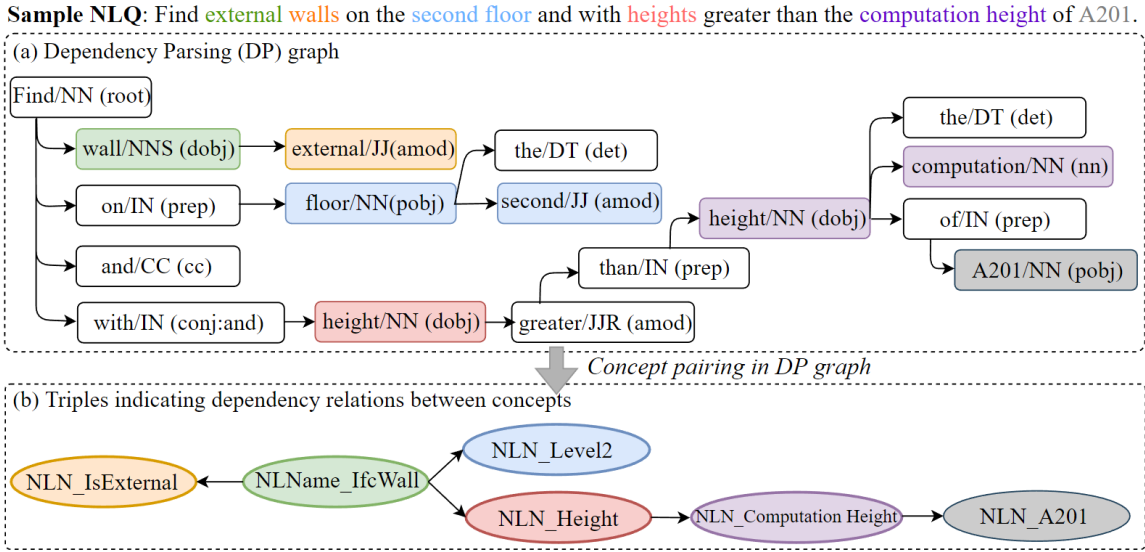 Sample NLQ: Find external walls on the second floor and with heights greater than the computation height of A201.
(a) Dependency Parsing (DP) graph
Find/NN (root)
wall/NNS (dobj)
external/JJ(amod)
the/DT (det)
on/IN (prep)
floor/NN(pobj)
second/JJ (amod)
and/CC (cc)
with/IN (conj:and)
height/NN (dobj)
greater/JJR (amod)
than/IN (prep)
height/NN (dobj)
the/DT (det)
computation/NN (nn)
of/IN (prep)
A201/NN (pobj)
Concept pairing in DP graph
(b) Triples indicating dependency relations between concepts
NLN_IsExternal
NLName_IfcWall
NLN_Level2
NLN_Height
NLN_Computation Height
NLN_A201